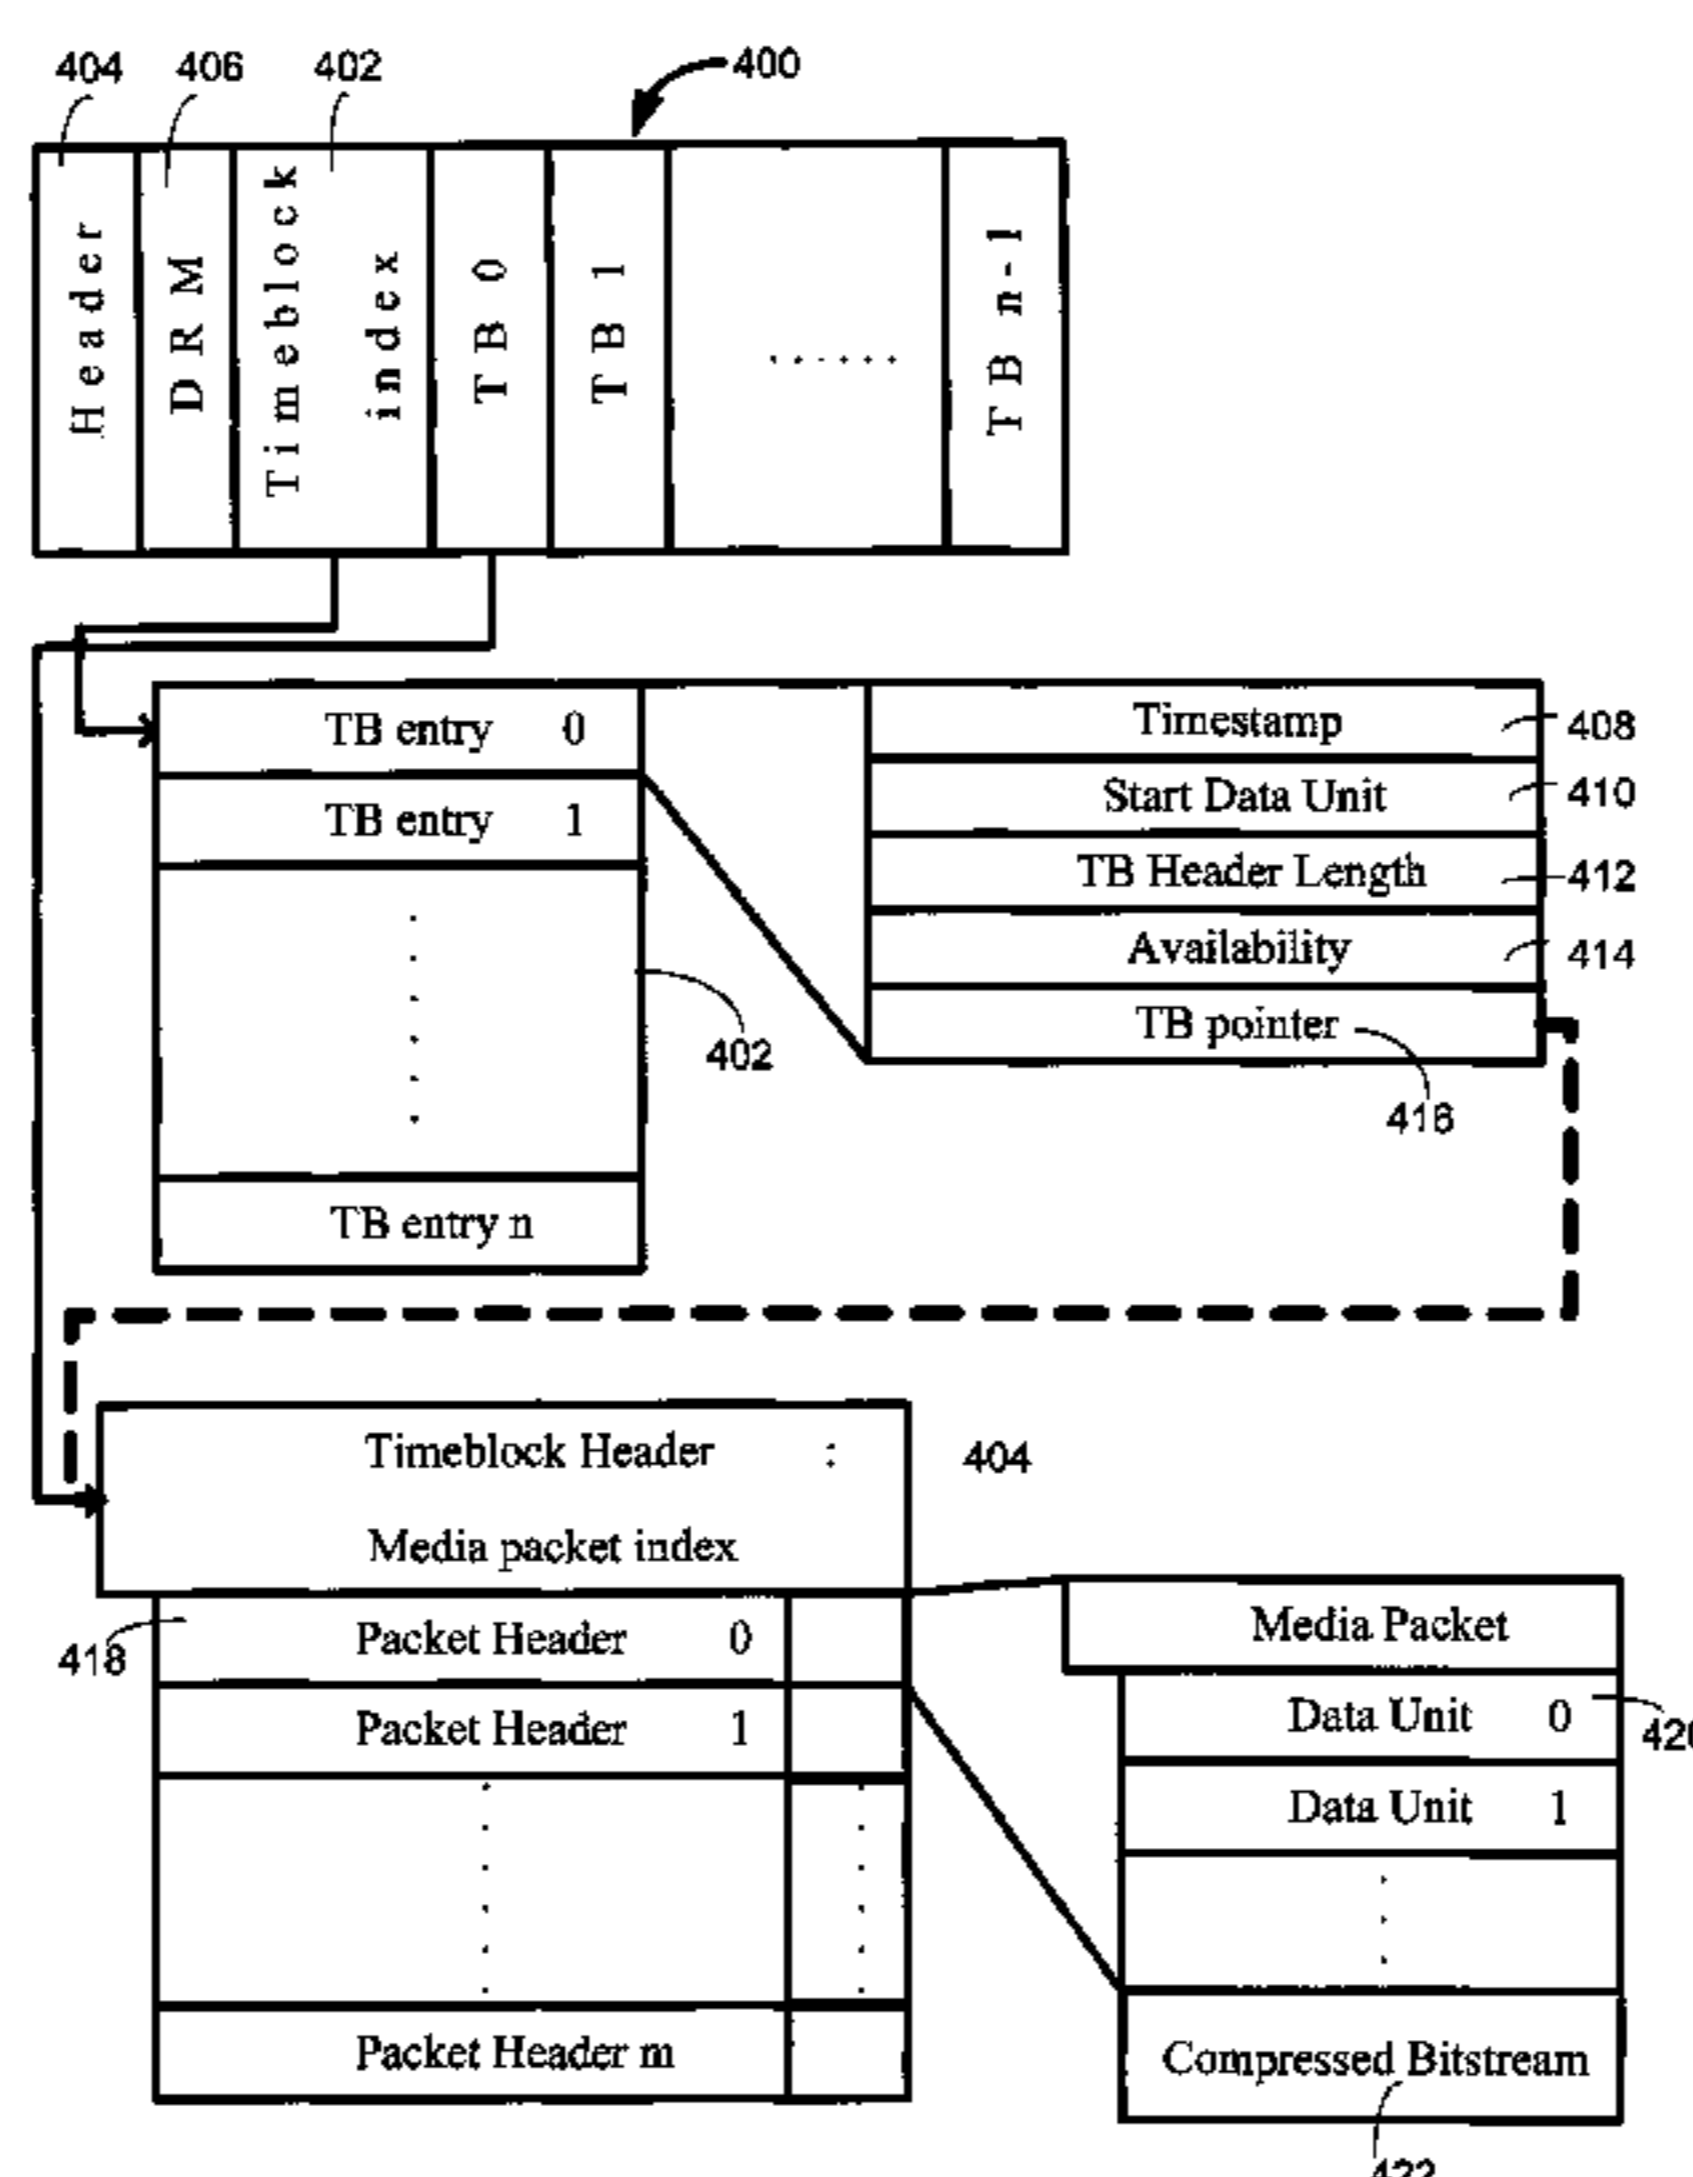 404 406 402 400
Header
DRM
Timeblock
index
TB 0
TB 1
......
TB n-1
TB entry 0
TB entry 1
TB entry n
402
Timestamp 408
Start Data Unit 410
TB Header Length 412
Availability 414
TB pointer
416
Timeblock Header : 404
Media packet index
418
Packet Header 0
Packet Header 1
Packet Header m
Media Packet
Data Unit 0
Data Unit 1
Compressed Bitstream